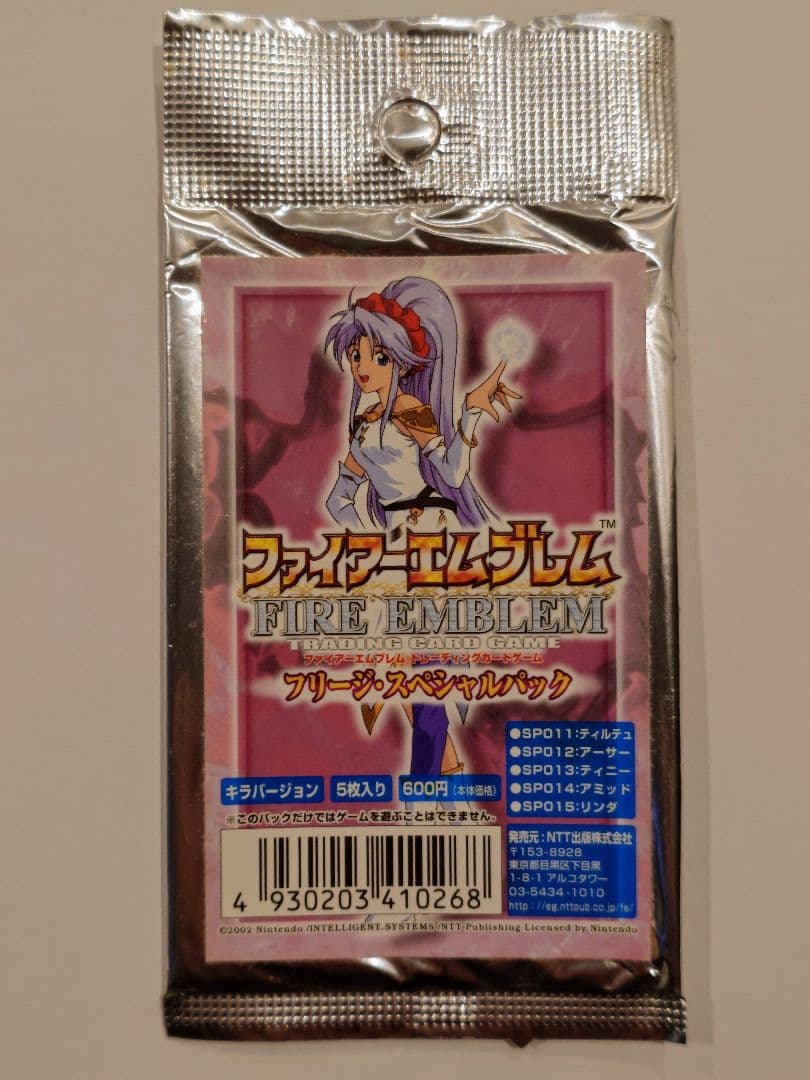 ファイアーエムブレム™
FIRE EMBLEM
TRADING CARD GAME
ファイアーエムブレム トレーディングカードゲーム
フリージ・スペシャルパック
●SP011:ティルテュ
●SP012:アーサー
●SP013:ティニー
●SP014:アミッド
●SP015:リンダ
キラバージョン 5枚入り 600円(本体価格)
※このパックだけではゲームを遊ぶことはできません。
4 930203 410268
発売元:NTT出版株式会社
〒153-8928
東京都目黒区下目黒
1-8-1 アルコタワー
03-5434-1010
http://eg.nttpub.co.jp/fe/
©2002 Nintendo /INTELLIGENT SYSTEMS /NTT Publishing Licensed by Nintendo